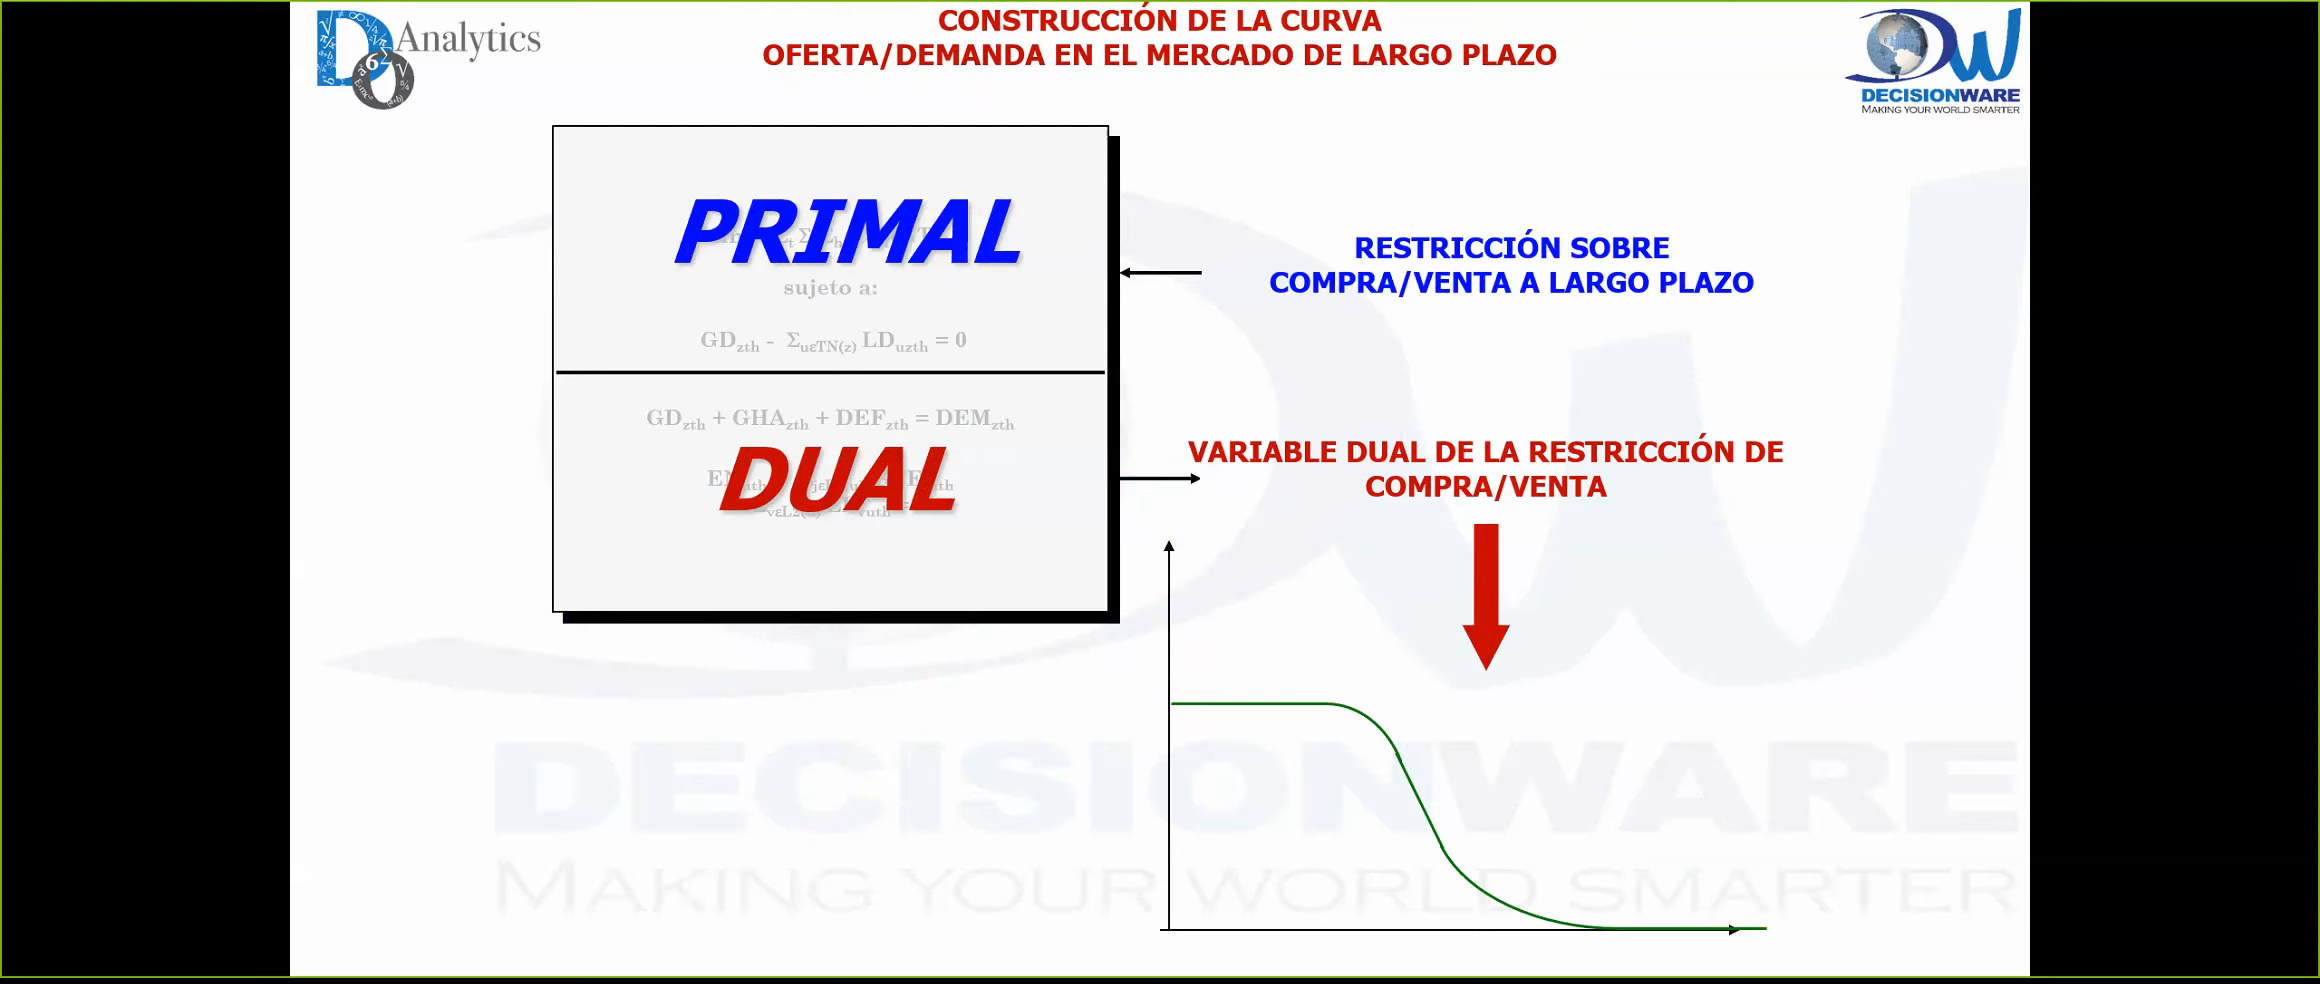 Analytics
CONSTRUCCIÓN DE LA CURVA
OFERTA/DEMANDA EN EL MERCADO DE LARGO PLAZO
DECISIONWARE
MAKING YOUR WORLD SMARTER
PRIMAL
sujeto a:
GDzth - ΣuεTN(z) LDuzth = 0
RESTRICCIÓN SOBRE
COMPRA/VENTA A LARGO PLAZO
GDzth + GHAzth + DEFzth = DEMzth
DUAL
VARIABLE DUAL DE LA RESTRICCIÓN DE
COMPRA/VENTA
DECISIONWARE
MAKING YOUR WORLD SMARTER